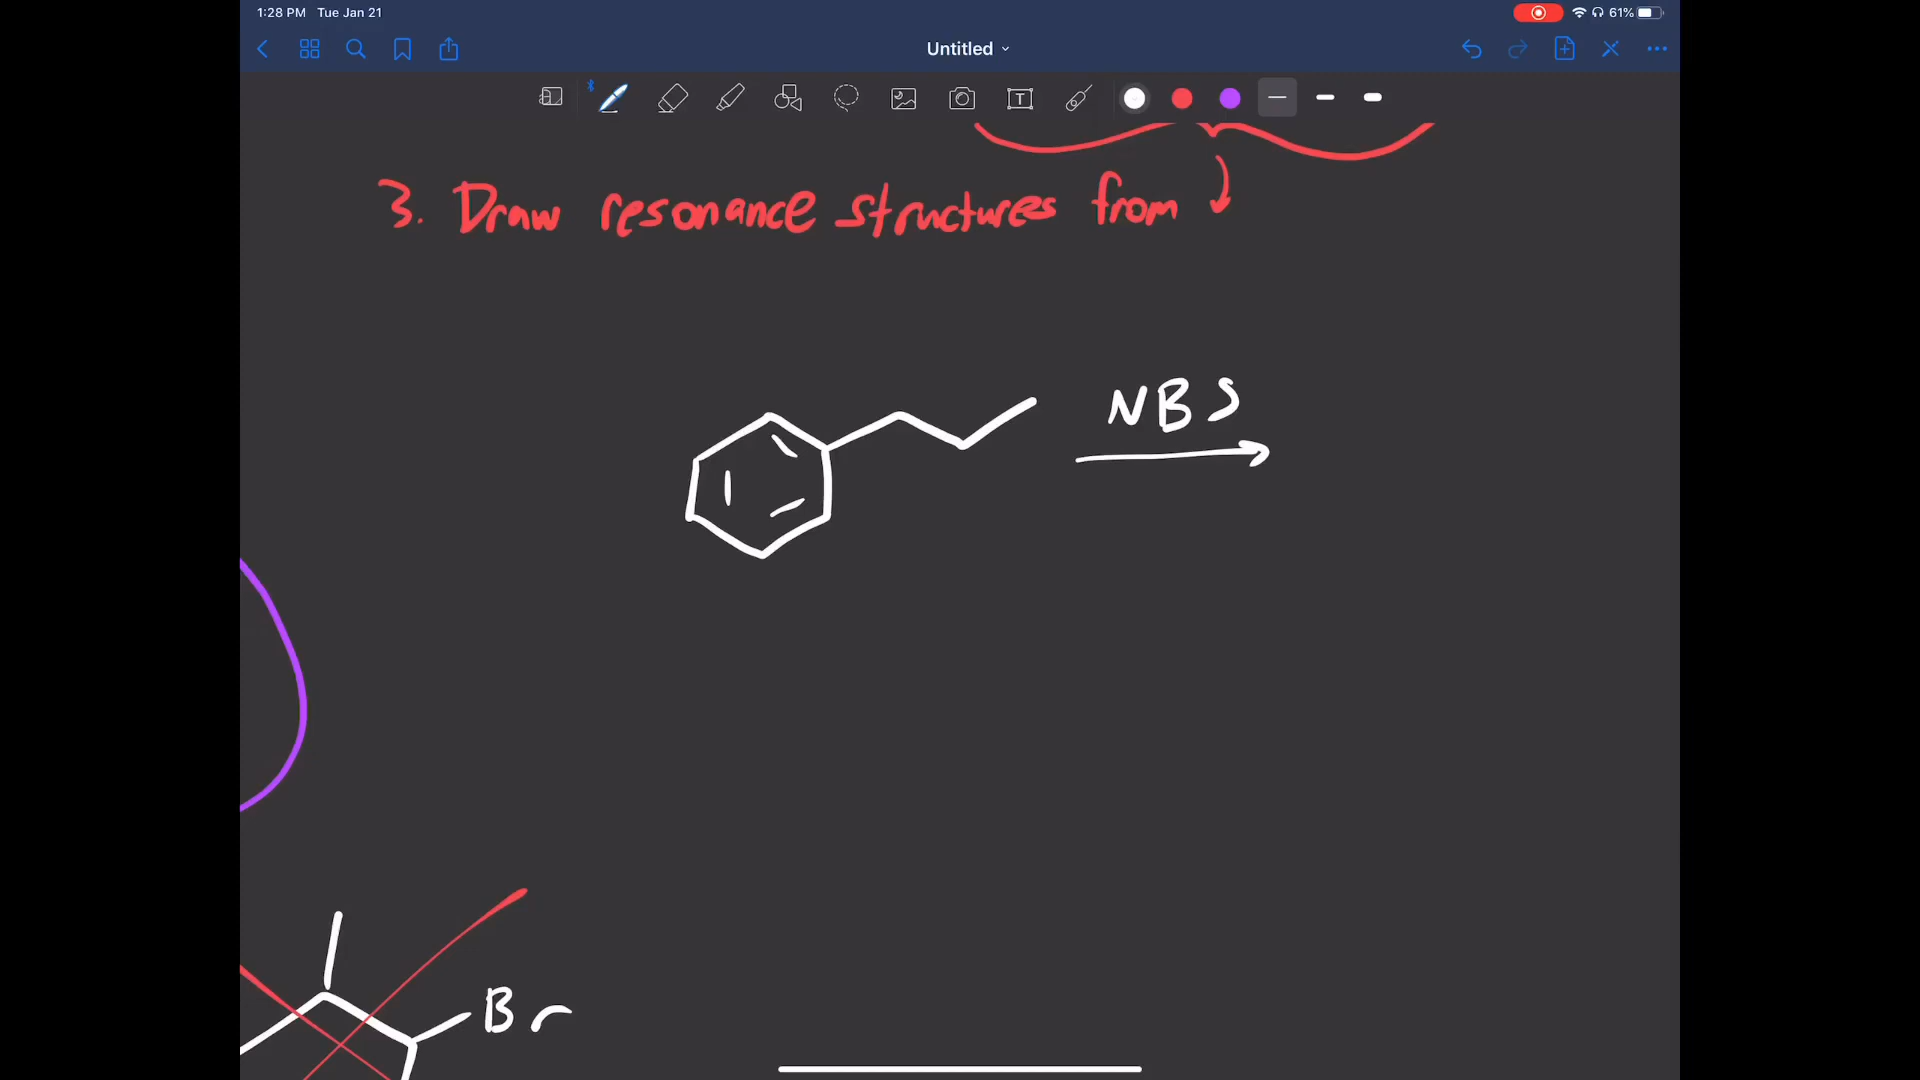 1:28 PM Tue Jan 21
61%
Untitled
T
3. Draw resonance structures from
NBS
Br